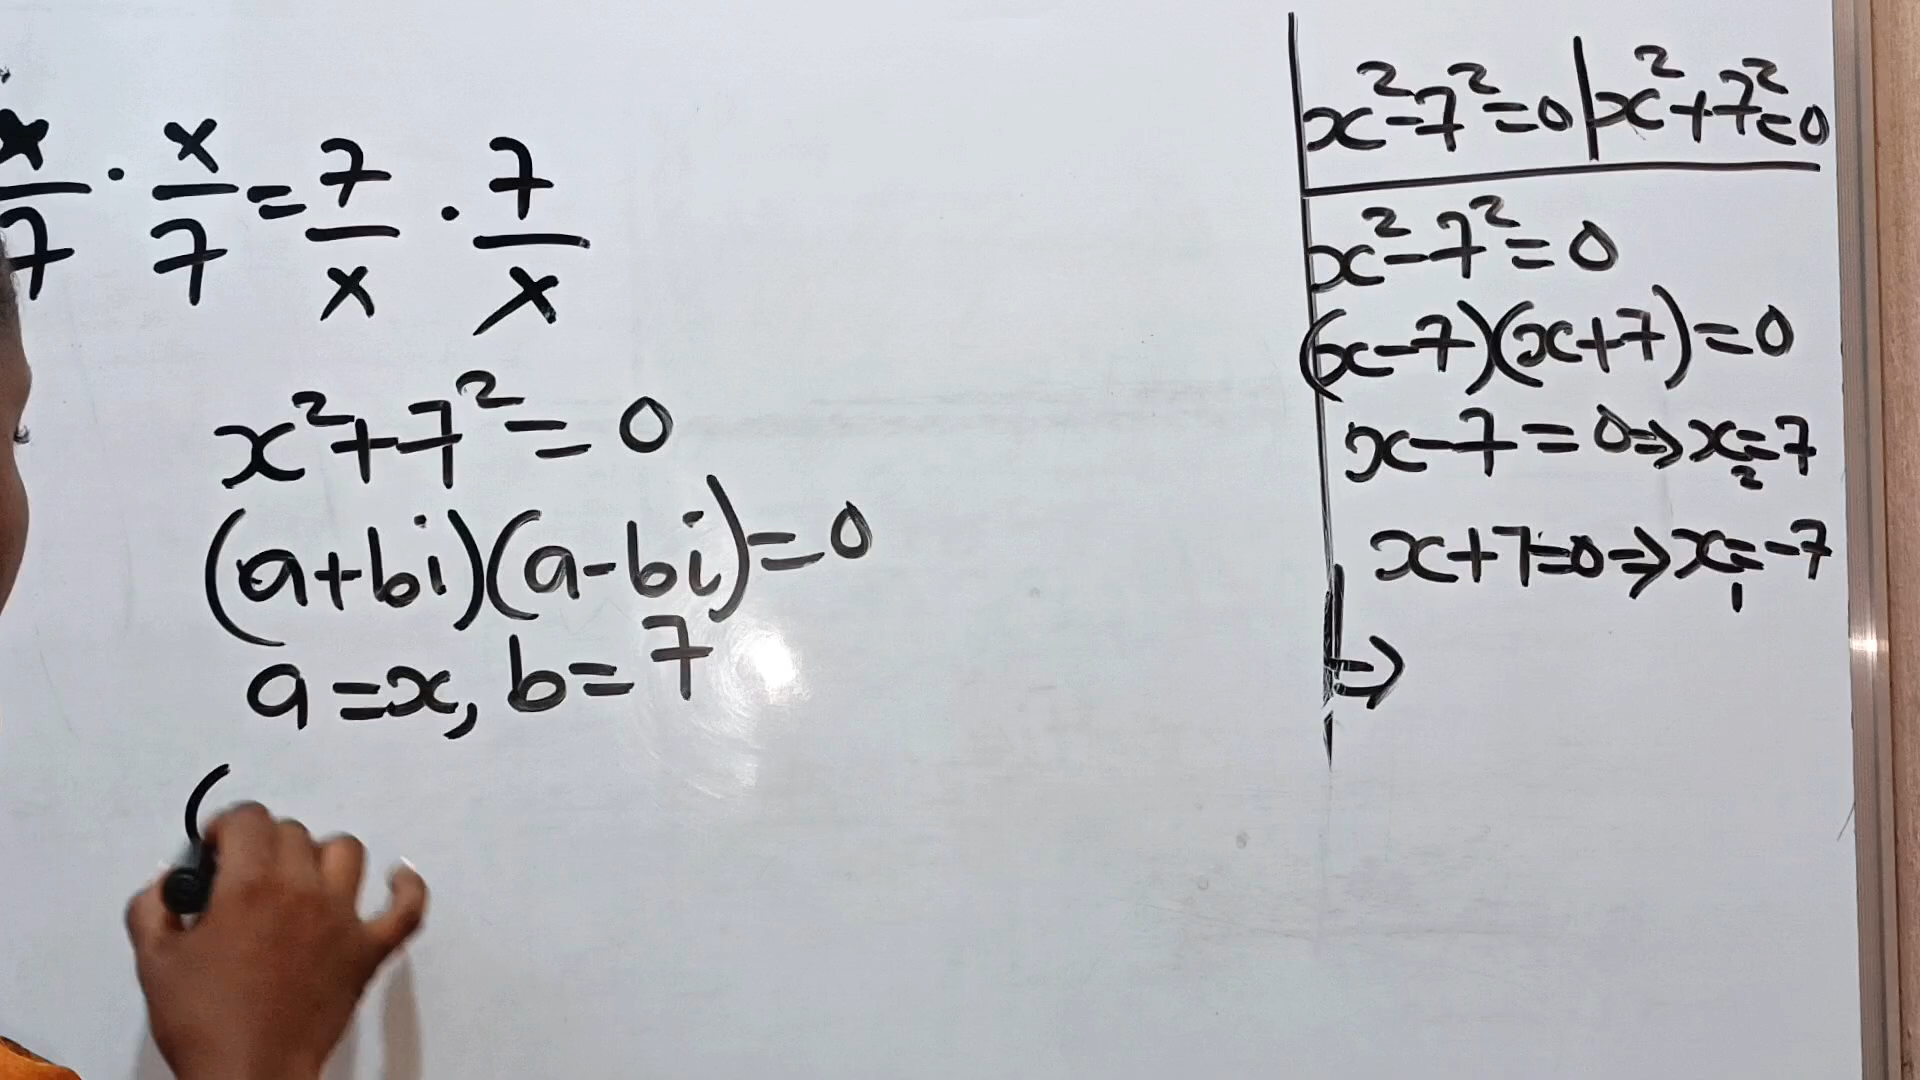 x/7 · x/7 = 7/x · 7/x
x²+7²=0
(a+bi)(a-bi)=0
a=x, b=7
(
x²-7²=0 | x²+7²=0
x²-7²=0
(x-7)(x+7)=0
x-7=0⇒x₂=7
x+7=0⇒x₁=-7
⇒